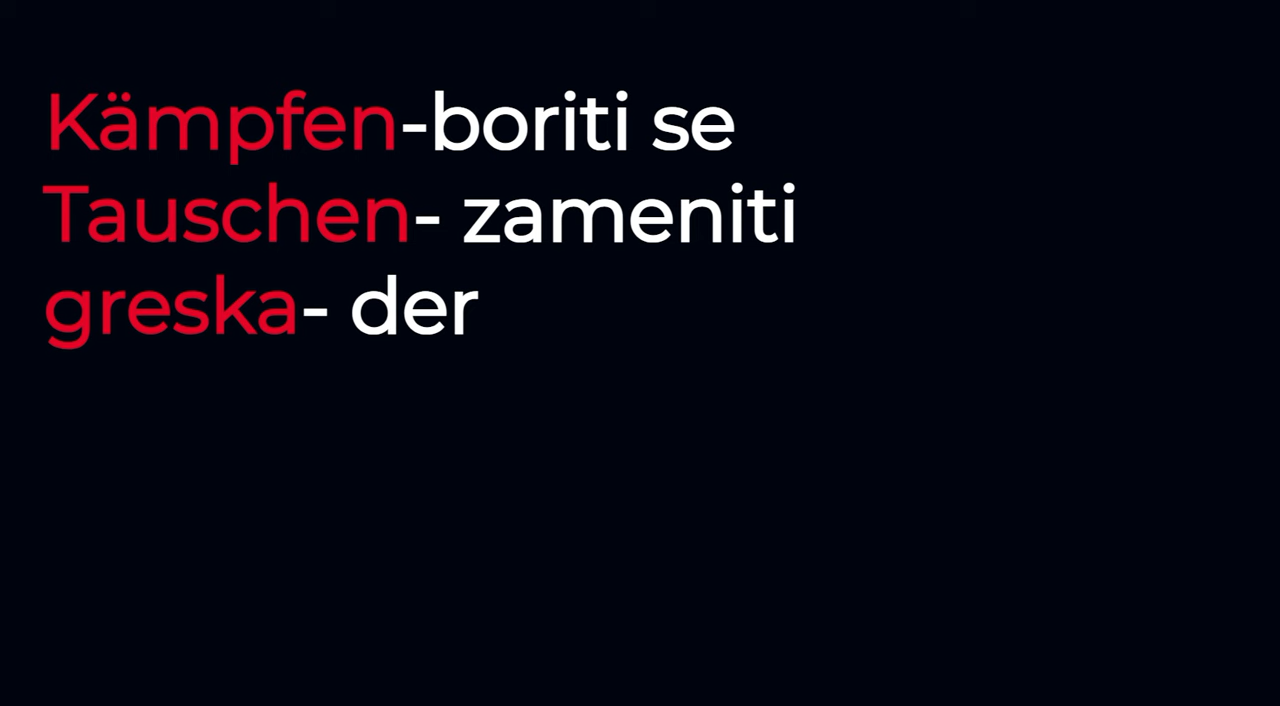 Kämpfen-boriti se
Tauschen- zameniti
greska- der